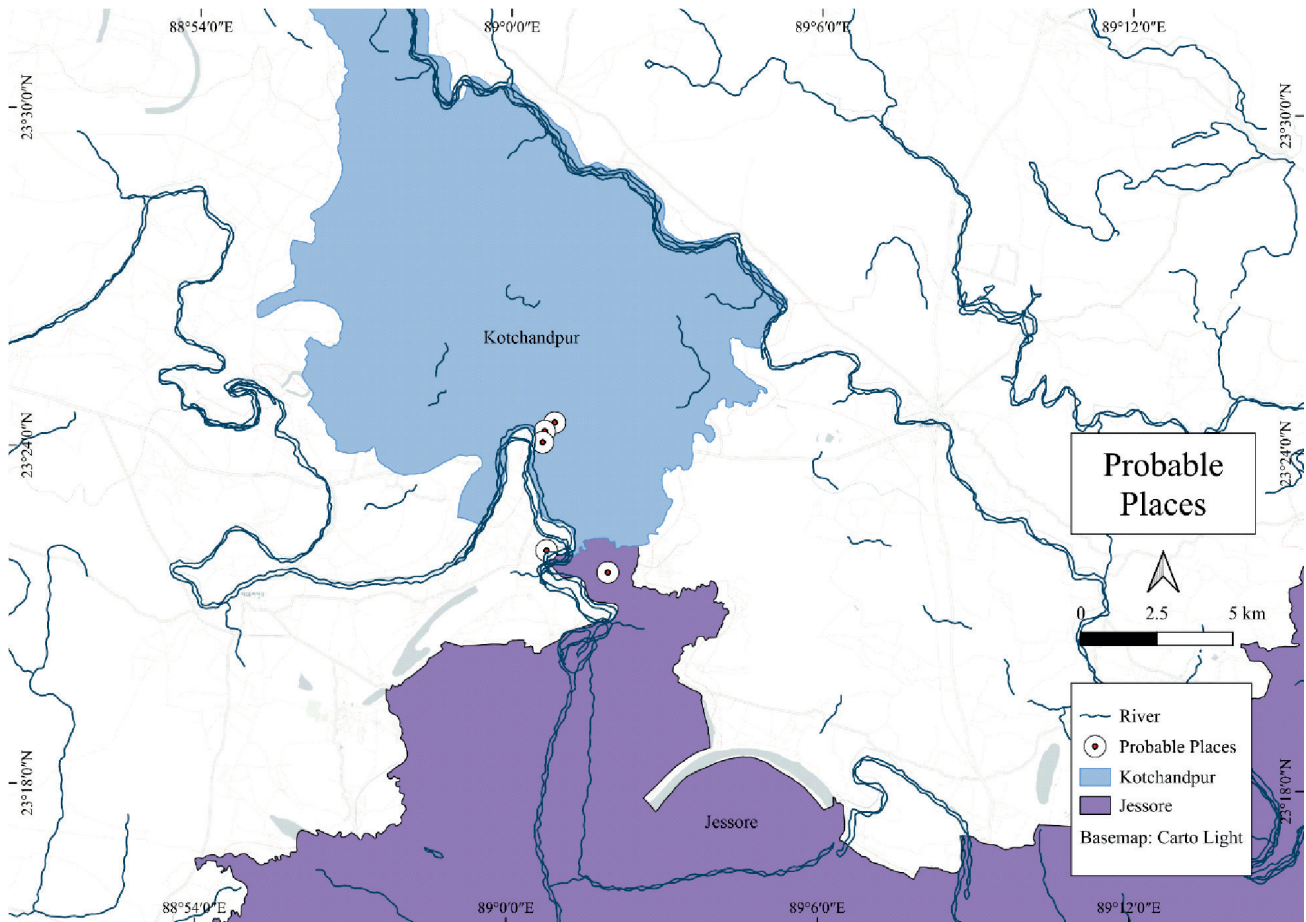 88°54'0"E
89°0'0"E
89°6'0"E
89°12'0"E
23°30'0"N
23°30'0"N
Kotchandpur
23°24'0"N
23°24'0"N
Probable
Places
0 2.5 5 km
River
Probable Places
Kotchandpur
Jessore
Basemap: Carto Light
23°18'0"N
23°18'0"N
Jessore
88°54'0"E
89°0'0"E
89°6'0"E
89°12'0"E